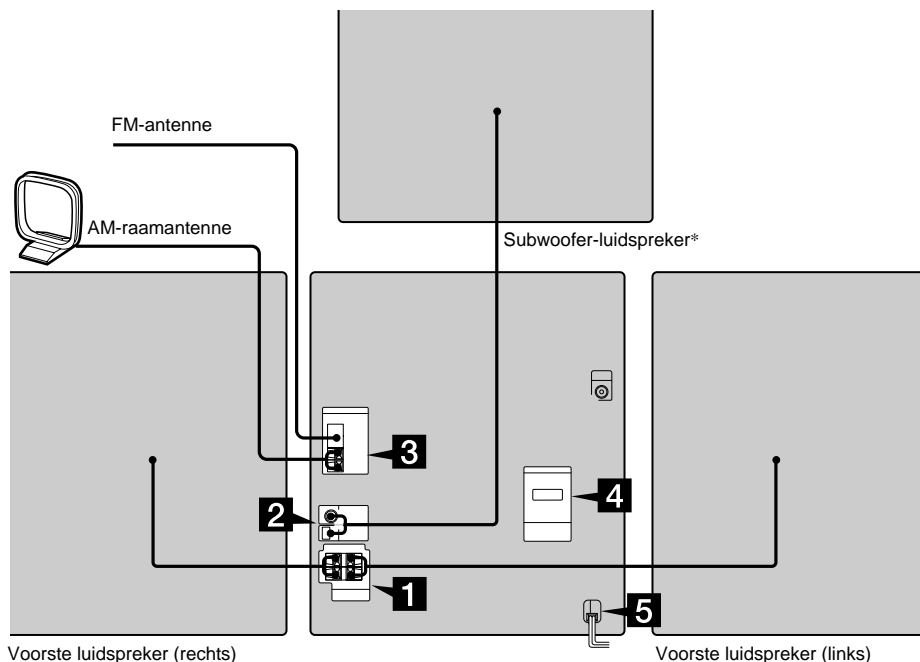 FM-antenne
AM-raamantenne
Subwoofer-luidspreker*
3
4
2
1
5
Voorste luidspreker (rechts)
Voorste luidspreker (links)